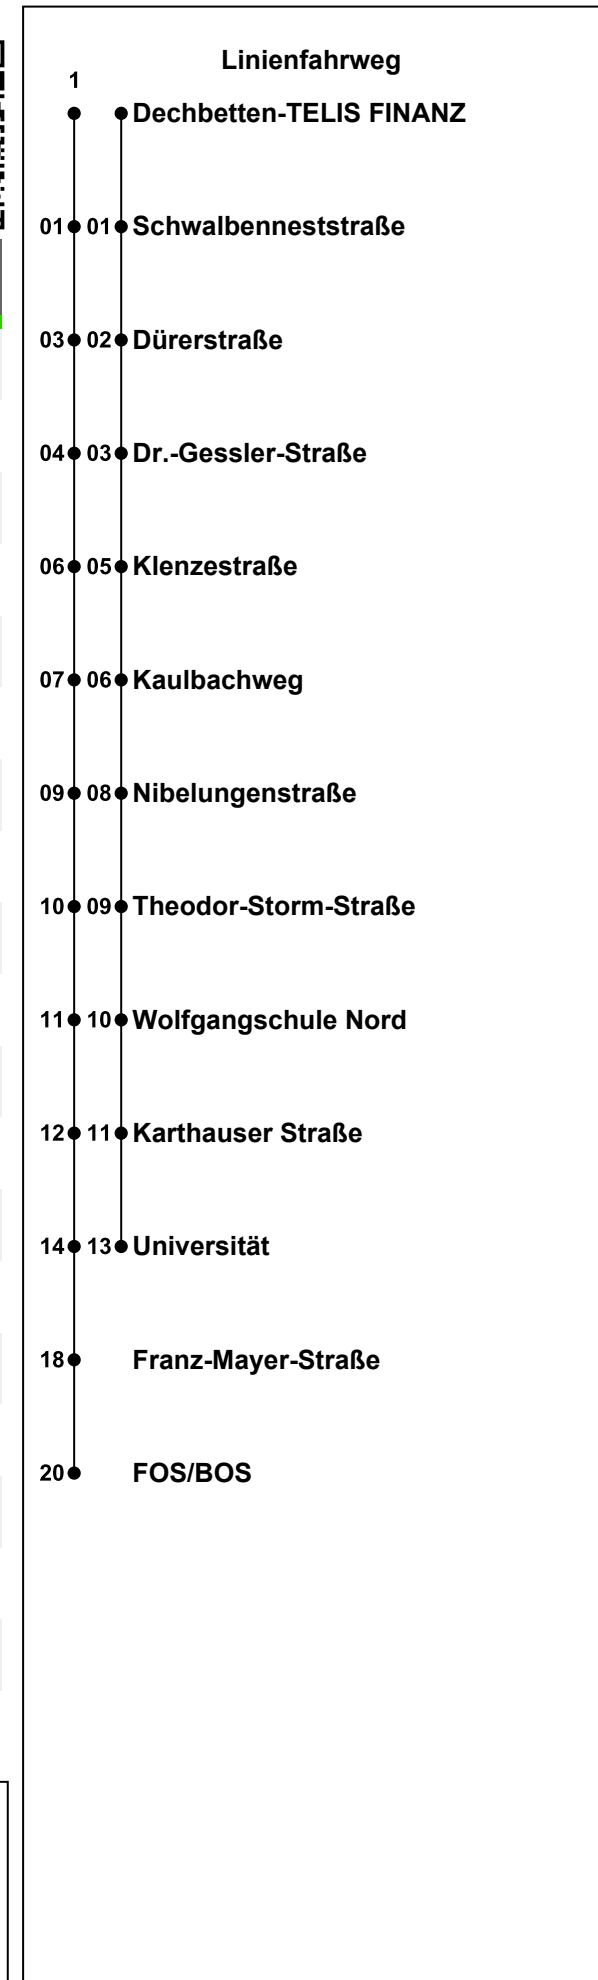 Linienfahrweg
1
Dechbetten-TELIS FINANZ
01 01 Schwalbenneststraße
03 02 Dürerstraße
04 03 Dr.-Gessler-Straße
06 05 Klenzestraße
07 06 Kaulbachweg
09 08 Nibelungenstraße
10 09 Theodor-Storm-Straße
11 10 Wolfgangschule Nord
12 11 Karthauser Straße
14 13 Universität
18 Franz-Mayer-Straße
20 FOS/BOS